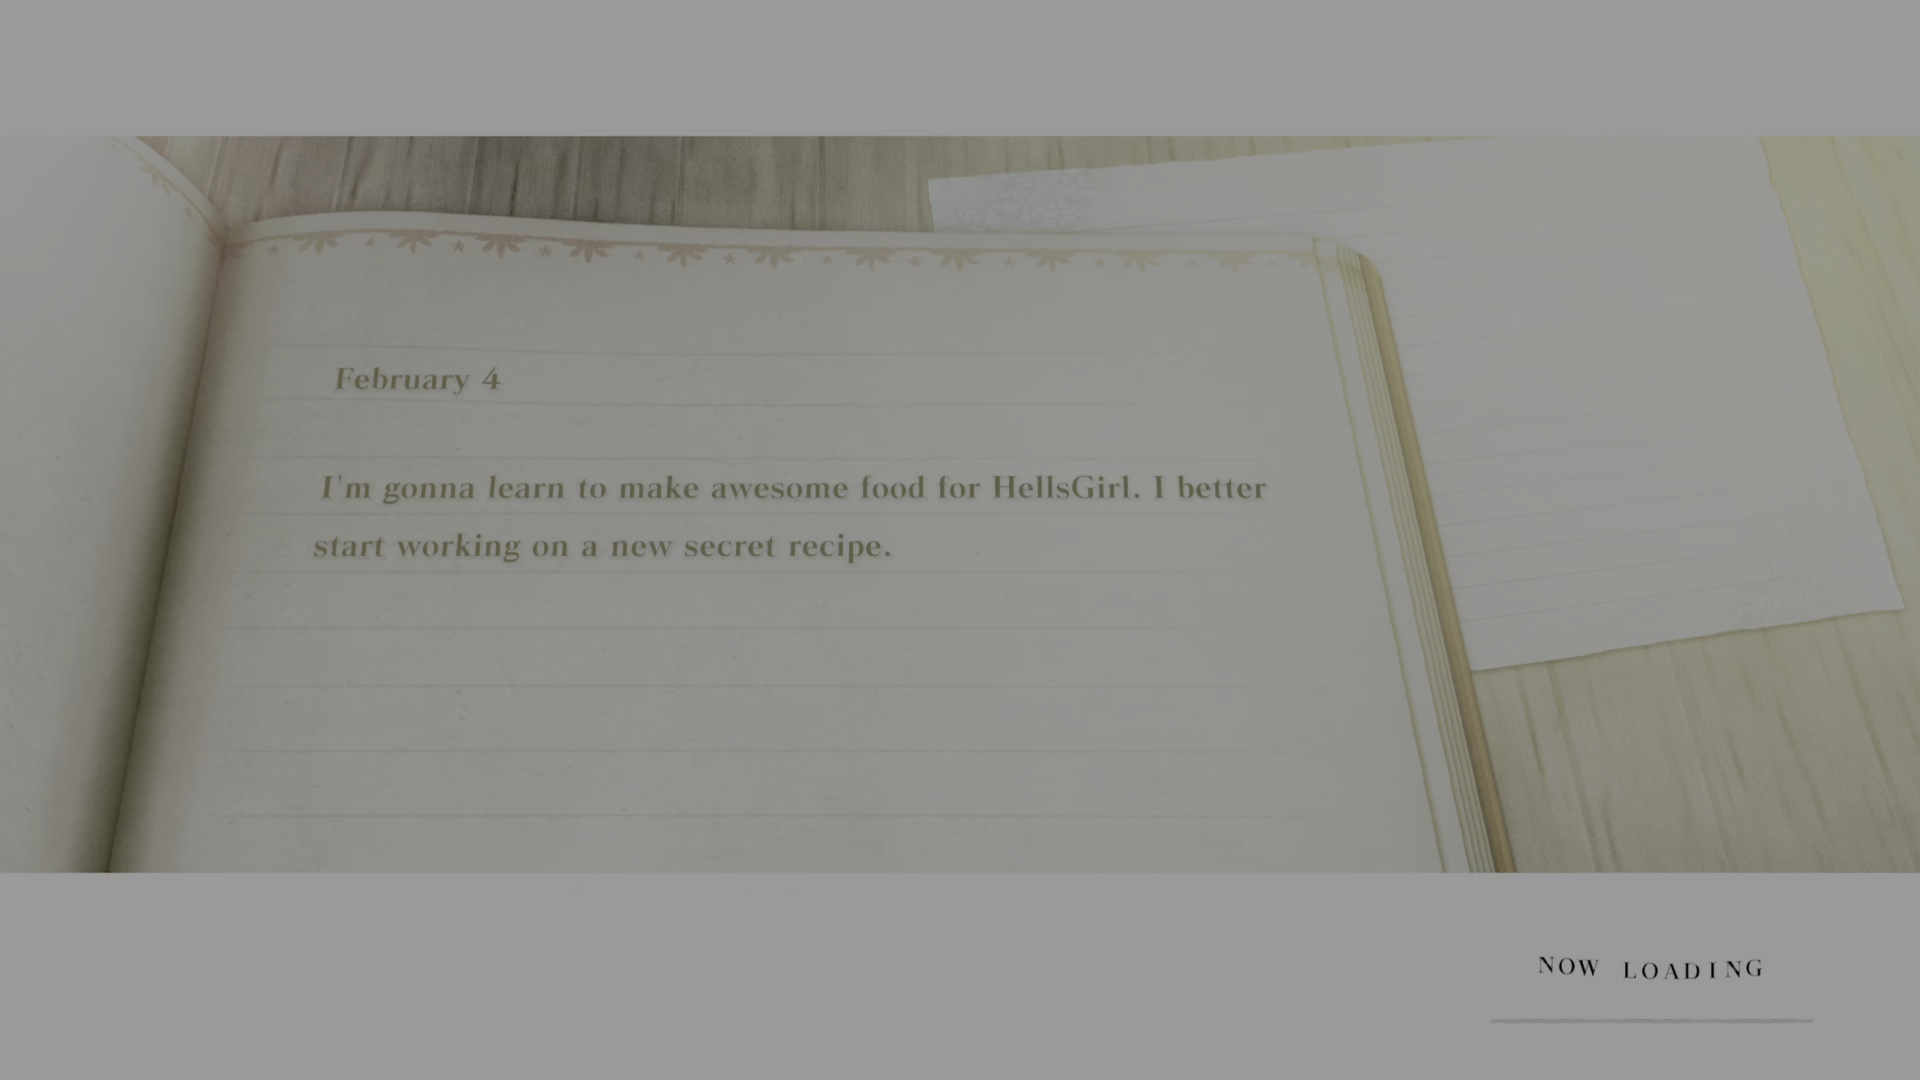 February 4
I'm gonna learn to make awesome food for HellsGirl. I better
start working on a new secret recipe.
NOW LOADING